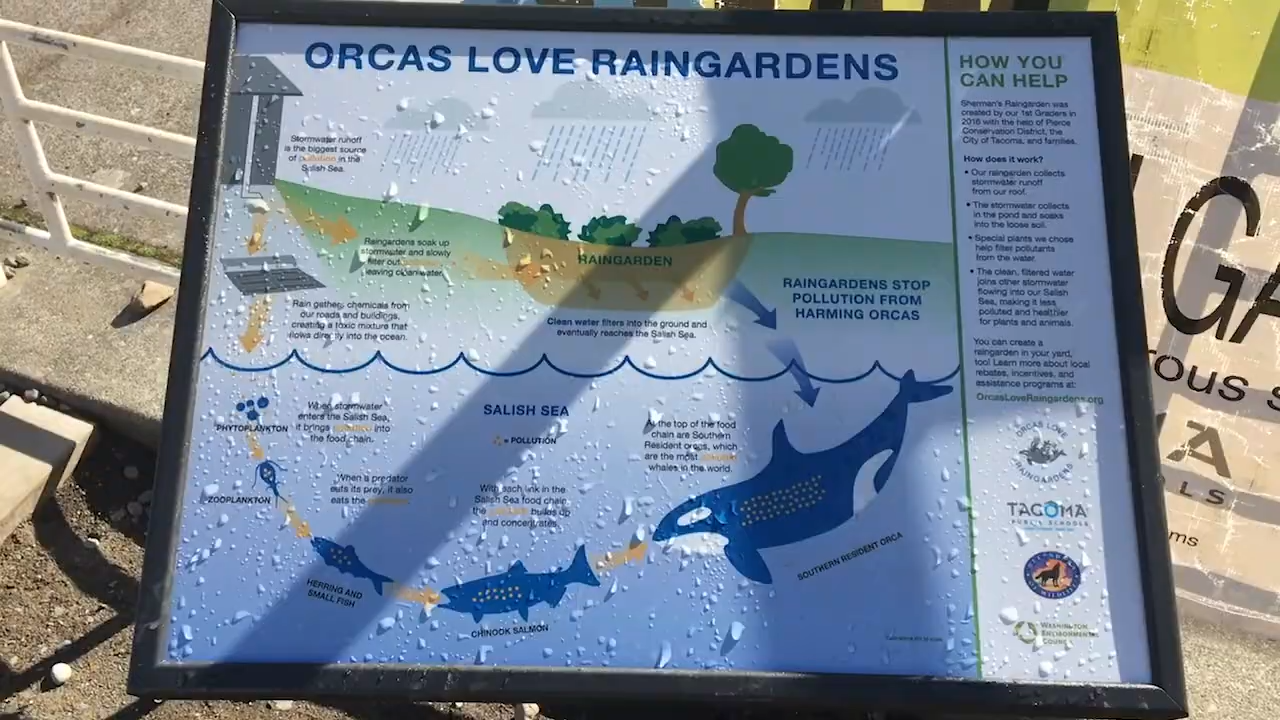 ORCAS LOVE RAINGARDENS
Stormwater runoff
is the biggest source
of pollution in the
Salish Sea.
Raingardens soak up
stormwater and slowly
filter out
leaving clean water.
RAINGARDEN
RAINGARDENS STOP
POLLUTION FROM
HARMING ORCAS
Rain gathers chemicals from
our roads and buildings,
creating a toxic mixture that
flows directly into the ocean.
Clean water filters into the ground and
eventually reaches the Salish Sea.
PHYTOPLANKTON
When stormwater
enters the Salish Sea,
it brings pollution into
the food chain.
SALISH SEA
= POLLUTION
At the top of the food
chain are Southern
Resident orcas, which
are the most polluted
whales in the world.
ZOOPLANKTON
When a predator
eats its prey, it also
eats the
With each link in the
Salish Sea food chain,
the pollution builds up
and concentrates.
HERRING AND
SMALL FISH
CHINOOK SALMON
SOUTHERN RESIDENT ORCA
HOW YOU
CAN HELP
Sherman's Raingarden was
created by our 1st Graders in
2016 with the help of Pierce
Conservation District, the
City of Tacoma, and families.
How does it work?
• Our raingarden collects
stormwater runoff
from our roof.
• The stormwater collects
in the pond and soaks
into the loose soil.
• Special plants we chose
help filter pollutants
from the water.
• The clean, filtered water
joins other stormwater
flowing into our Salish
Sea, making it less
polluted and healthier
for plants and animals.
You can create a
raingarden in your yard,
too! Learn more about local
rebates, incentives, and
assistance programs at:
OrcasLoveRaingardens.org
ORCAS LOVE
RAINGARDENS
TACOMA
PUBLIC SCHOOLS
WASHINGTON
ENVIRONMENTAL
COUNCIL
GA
ous s
A
LS
ms